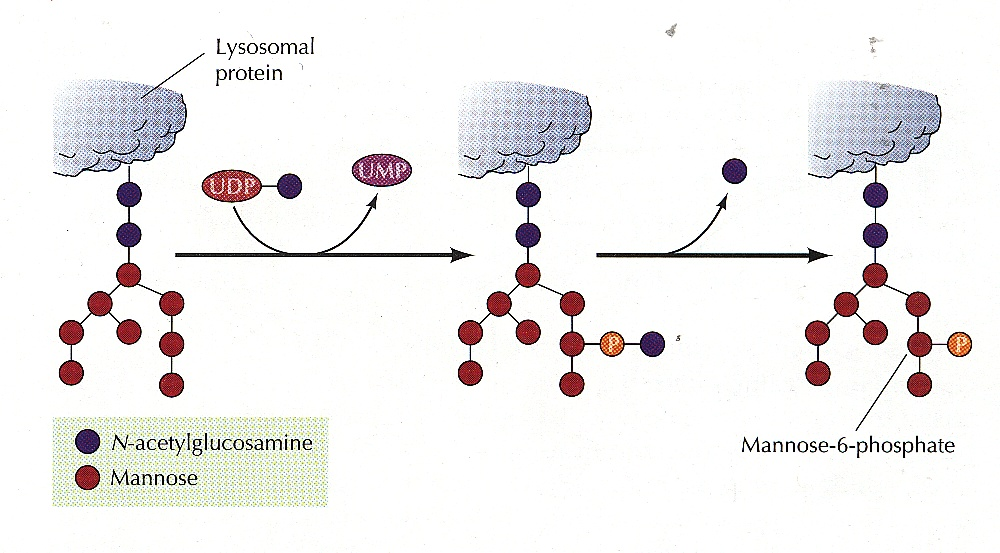 Lysosomal
protein
UDP
UMP
P
s
P
N-acetylglucosamine
Mannose
Mannose-6-phosphate